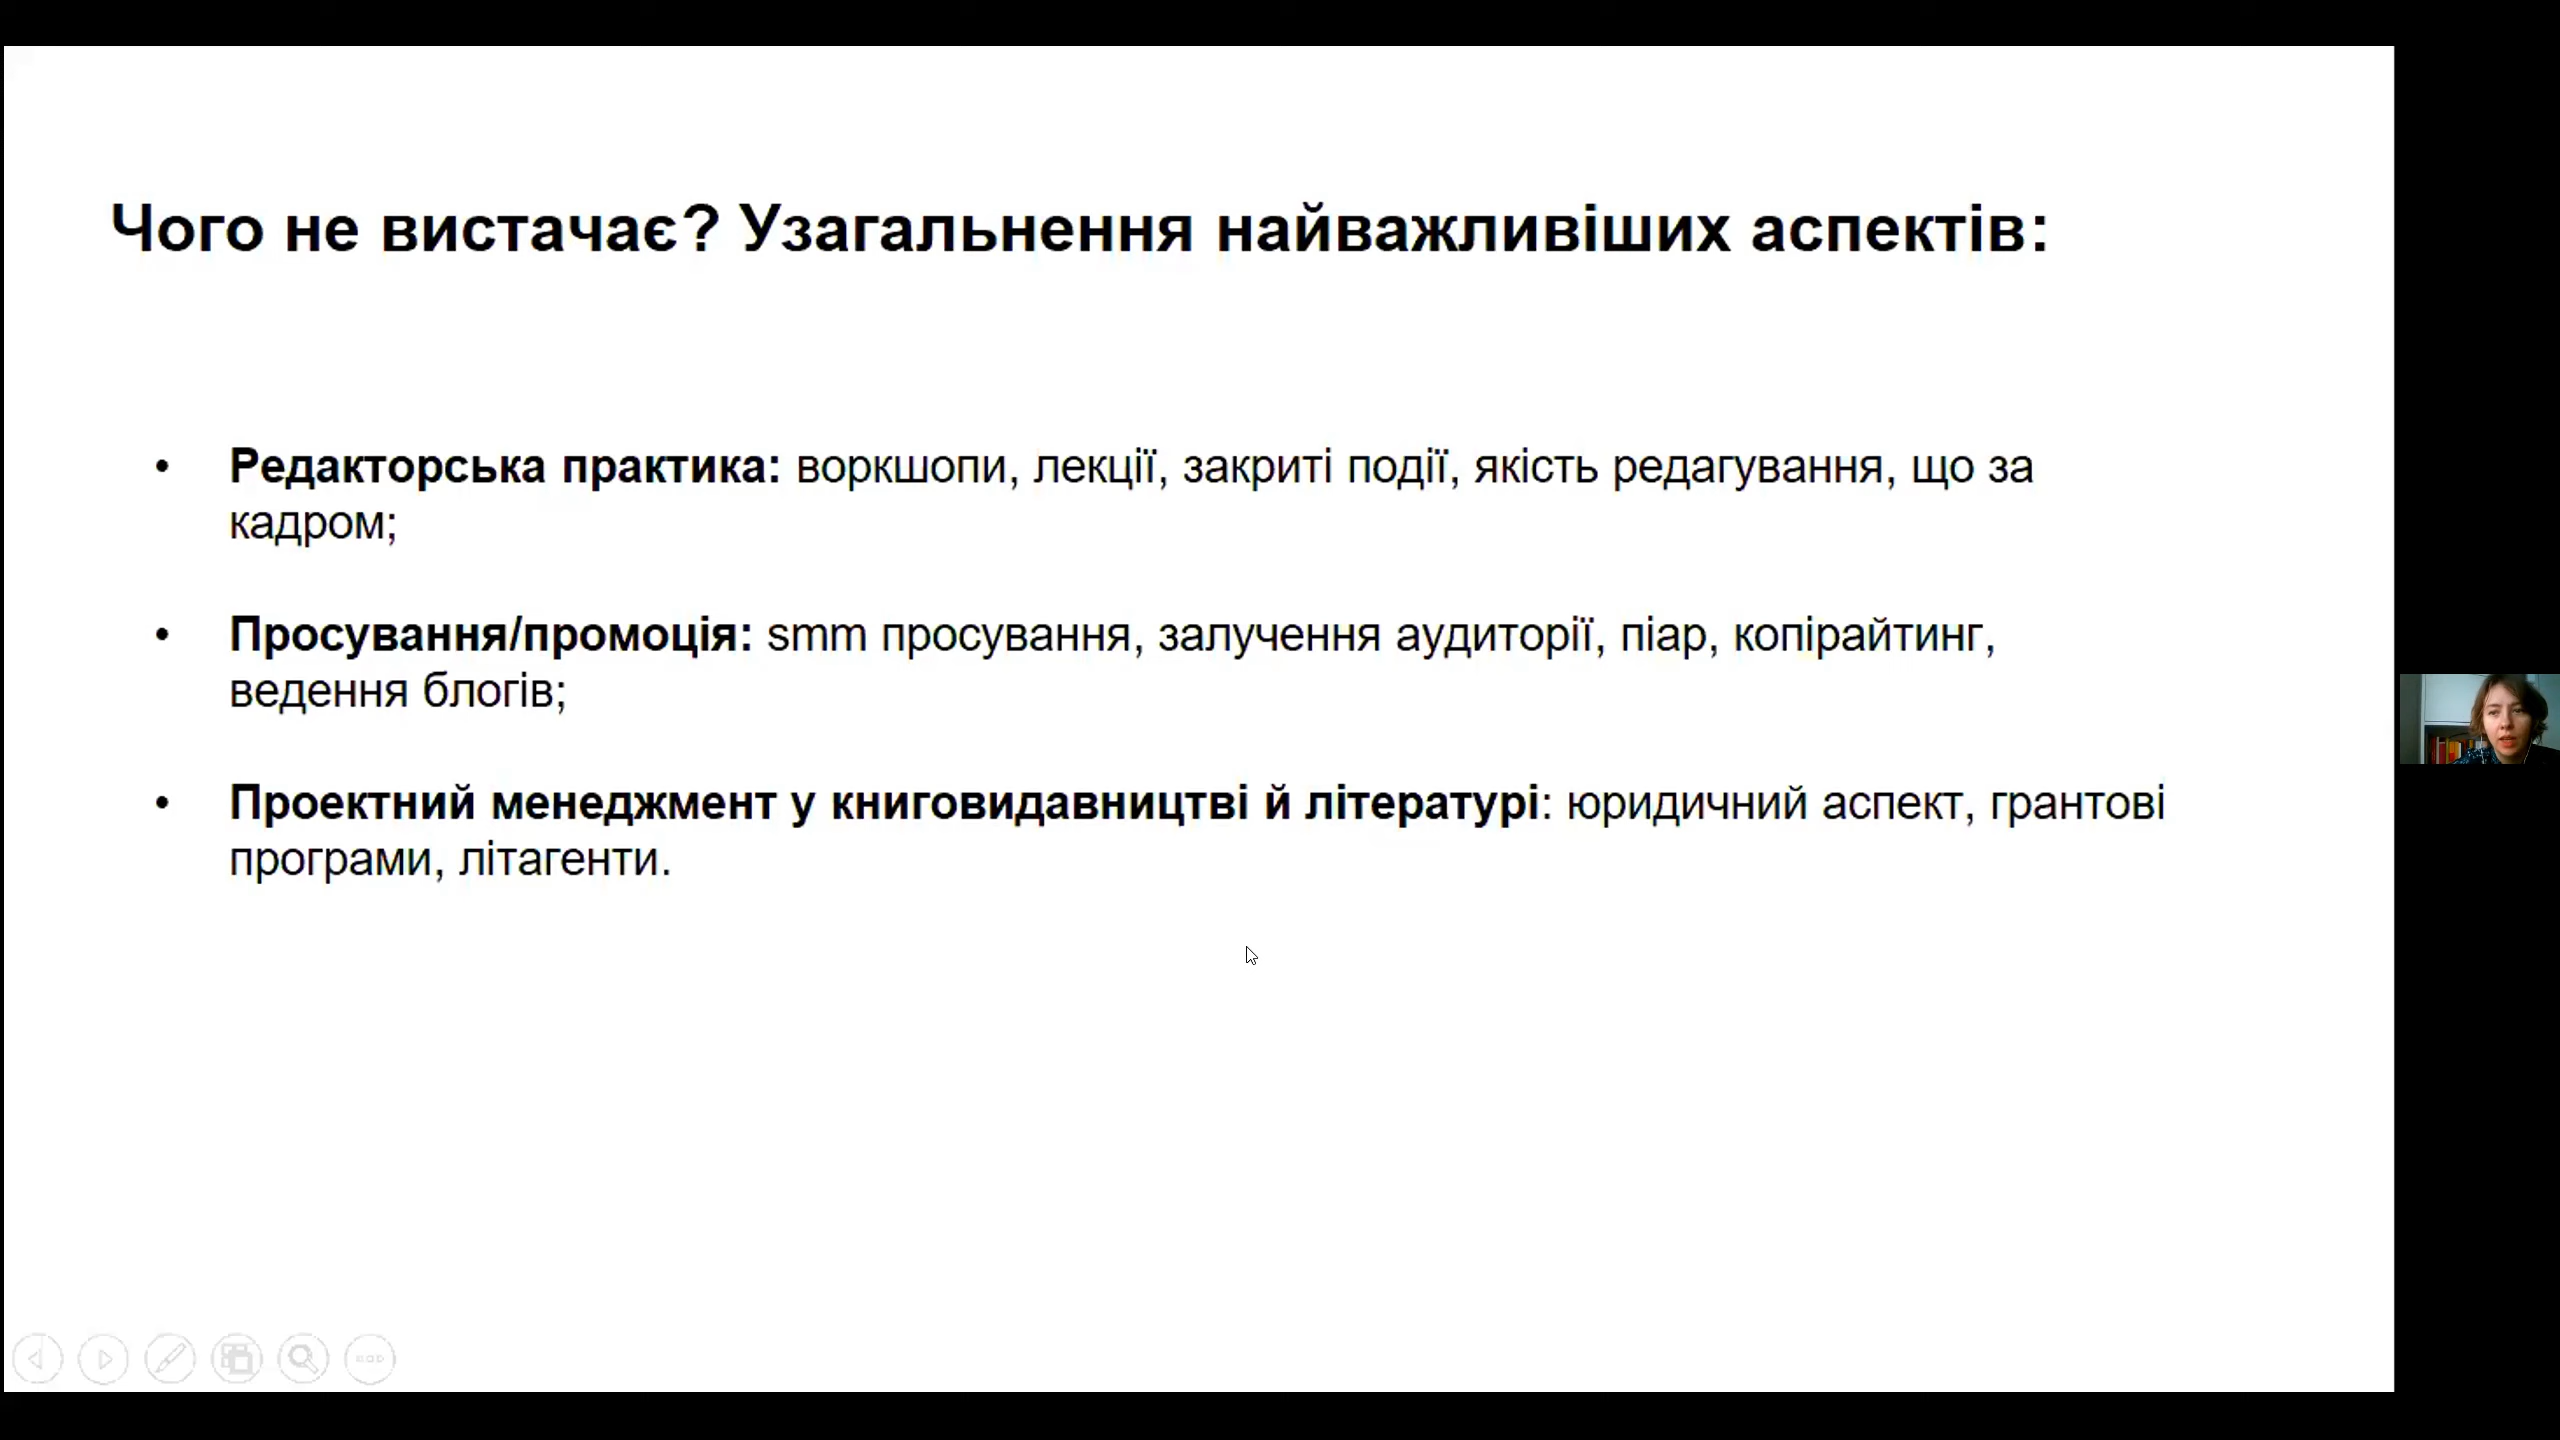 Чого не вистачає? Узагальнення найважливіших аспектів:
• Редакторська практика: воркшопи, лекції, закриті події, якість редагування, що за
кадром;
• Просування/промоція: smm просування, залучення аудиторії, піар, копірайтинг,
ведення блогів;
• Проектний менеджмент у книговидавництві й літературі: юридичний аспект, грантові
програми, літагенти.